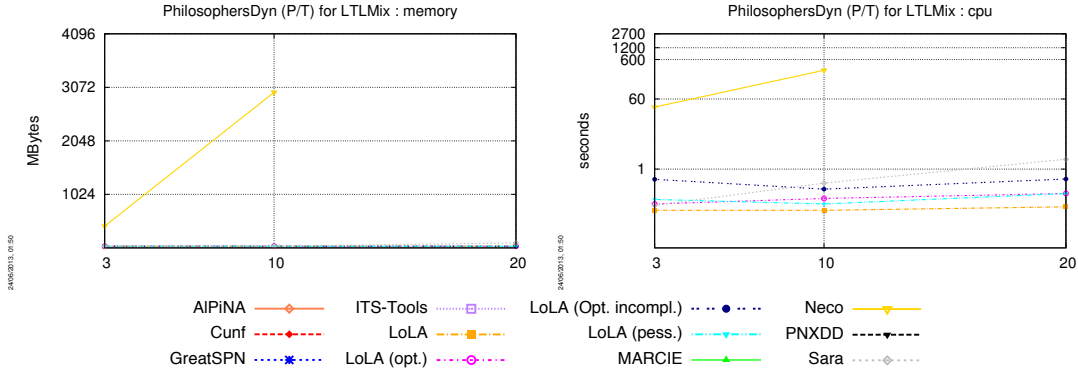 PhilosophersDyn (P/T) for LTLMix : memory
4096
3072
2048
1024
MBytes
3
10
20
24/06/2013, 01:50
PhilosophersDyn (P/T) for LTLMix : cpu
2700
1200
600
60
1
seconds
3
10
20
24/06/2013, 01:50
AlPiNA
Cunf
GreatSPN
ITS-Tools
LoLA
LoLA (opt.)
LoLA (Opt. incompl.)
LoLA (pess.)
MARCIE
Neco
PNXDD
Sara